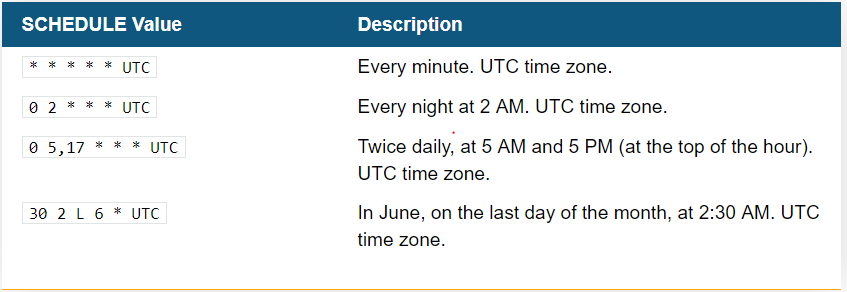 SCHEDULE Value Description
* * * * * UTC Every minute. UTC time zone.
0 2 * * * UTC Every night at 2 AM. UTC time zone.
0 5,17 * * * UTC Twice daily, at 5 AM and 5 PM (at the top of the hour).
UTC time zone.
30 2 L 6 * UTC In June, on the last day of the month, at 2:30 AM. UTC
time zone.